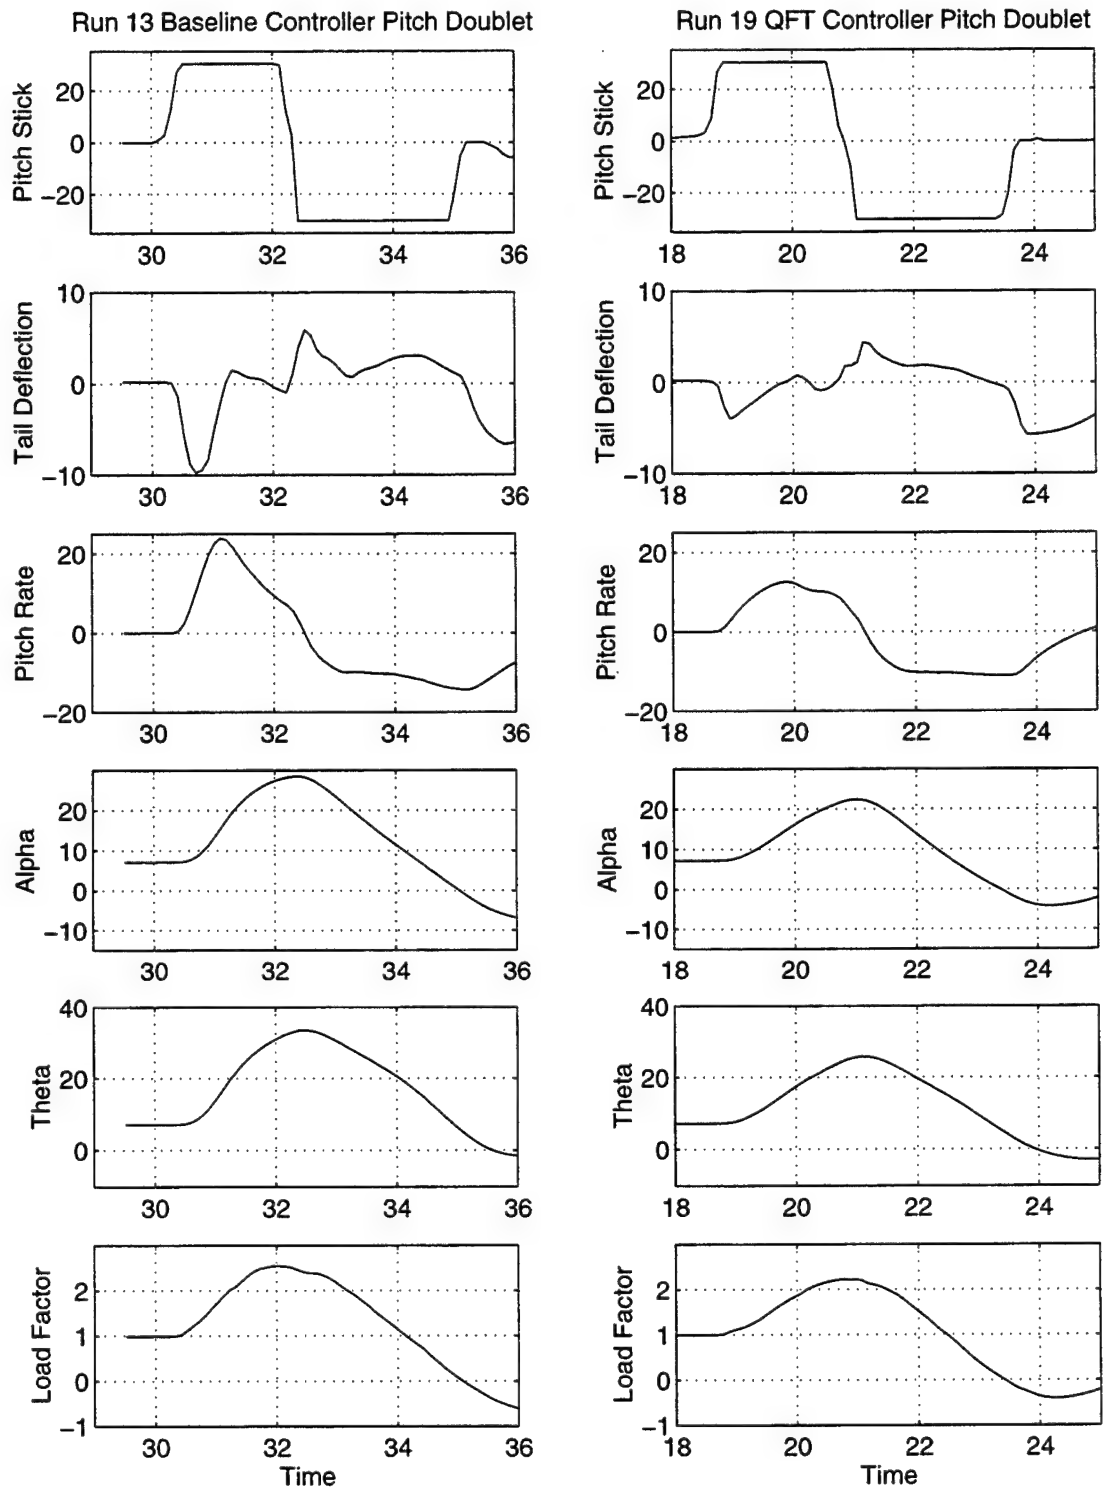 Run 13 Baseline Controller Pitch Doublet
Pitch Stick
20
0
−20
30 32 34 36
Tail Deflection
10
0
−10
30 32 34 36
Pitch Rate
20
0
−20
30 32 34 36
Alpha
20
10
0
−10
30 32 34 36
Theta
40
20
0
30 32 34 36
Load Factor
2
1
0
−1
30 32 34 36
Time
Run 19 QFT Controller Pitch Doublet
Pitch Stick
20
0
−20
18 20 22 24
Tail Deflection
10
0
−10
18 20 22 24
Pitch Rate
20
0
−20
18 20 22 24
Alpha
20
10
0
−10
18 20 22 24
Theta
40
20
0
18 20 22 24
Load Factor
2
1
0
−1
18 20 22 24
Time